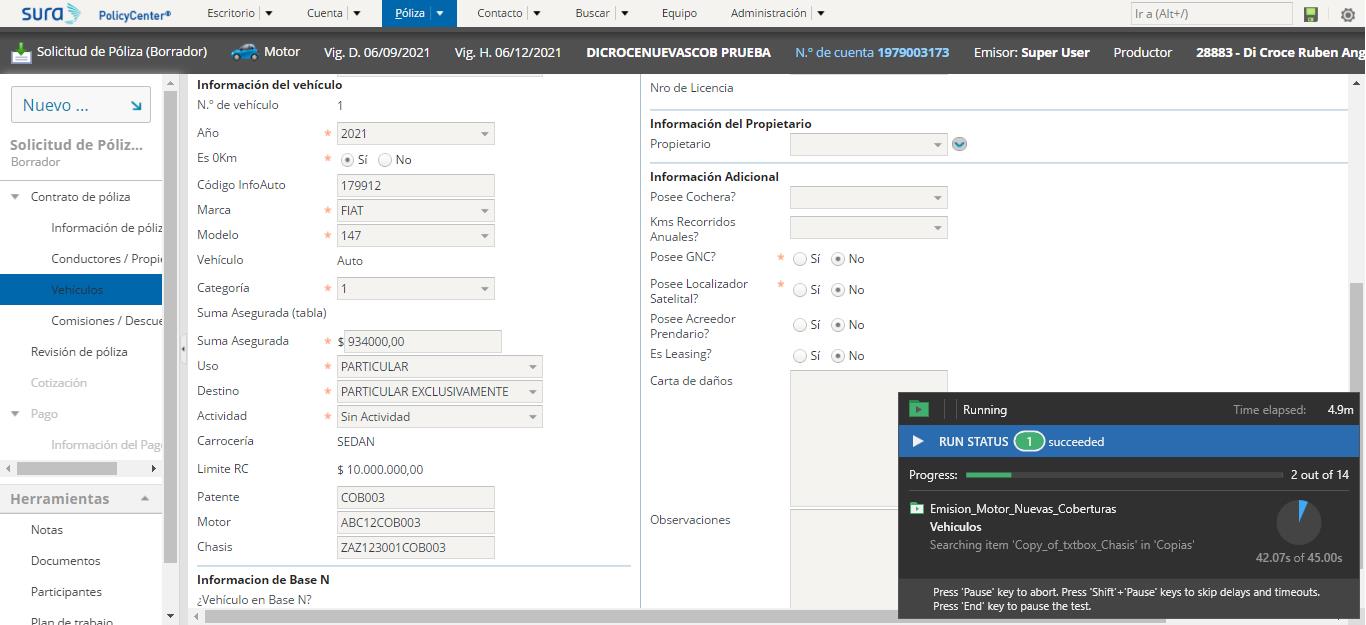 sura PolicyCenter®
Escritorio Cuenta Póliza Contacto Buscar Equipo Administración Ir a (Alt+/)
Solicitud de Póliza (Borrador) Motor Vig. D. 06/09/2021 Vig. H. 06/12/2021 DICROCENUEVASCOB PRUEBA N.º de cuenta 1979003173 Emisor: Super User Productor 28883 - Di Croce Ruben Ang
Nuevo ...
Solicitud de Póliz...
Borrador
Contrato de póliza
Información de póliz
Conductores / Propi
Vehículos
Comisiones / Descue
Revisión de póliza
Cotización
Pago
Información del Pag
Herramientas
Notas
Documentos
Participantes
Plan de trabajo
Información del vehículo
N.º de vehículo 1
Año * 2021
Es 0Km * Sí No
Código InfoAuto 179912
Marca * FIAT
Modelo * 147
Vehículo Auto
Categoría * 1
Suma Asegurada (tabla)
Suma Asegurada * $ 934000,00
Uso * PARTICULAR
Destino * PARTICULAR EXCLUSIVAMENTE
Actividad * Sin Actividad
Carrocería SEDAN
Limite RC $ 10.000.000,00
Patente COB003
Motor ABC12COB003
Chasis ZAZ123001COB003
Informacion de Base N
¿Vehículo en Base N?
Nro de Licencia
Información del Propietario
Propietario
Información Adicional
Posee Cochera?
Kms Recorridos
Anuales?
Posee GNC? * Sí No
Posee Localizador * Sí No
Satelital?
Posee Acreedor Sí No
Prendario?
Es Leasing? Sí No
Carta de daños
Observaciones
Running Time elapsed: 4.9m
RUN STATUS 1 succeeded
Progress: 2 out of 14
Emision_Motor_Nuevas_Coberturas
Vehiculos
Searching item 'Copy_of_txtbox_Chasis' in 'Copias'
42.07s of 45.00s
Press 'Pause' key to abort. Press 'Shift'+'Pause' keys to skip delays and timeouts.
Press 'End' key to pause the test.